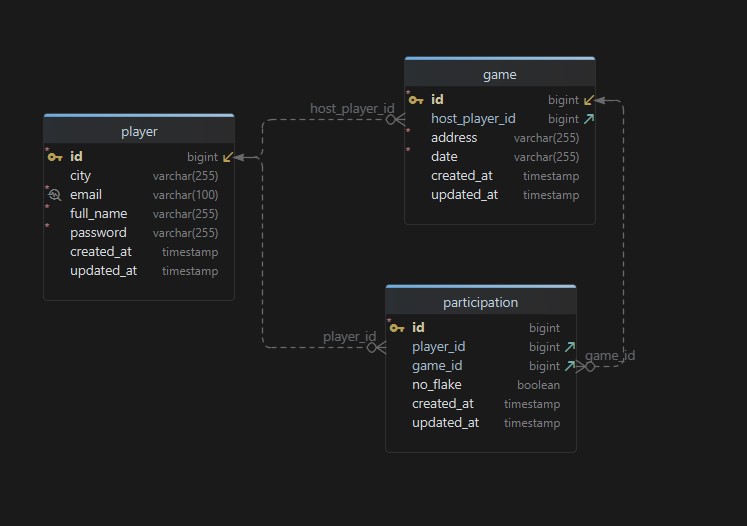 player
* id bigint
city varchar(255)
* email varchar(100)
* full_name varchar(255)
* password varchar(255)
created_at timestamp
updated_at timestamp
host_player_id
game
* id bigint
host_player_id bigint
* address varchar(255)
* date varchar(255)
created_at timestamp
updated_at timestamp
player_id
participation
* id bigint
player_id bigint
game_id bigint
no_flake boolean
created_at timestamp
updated_at timestamp
game_id